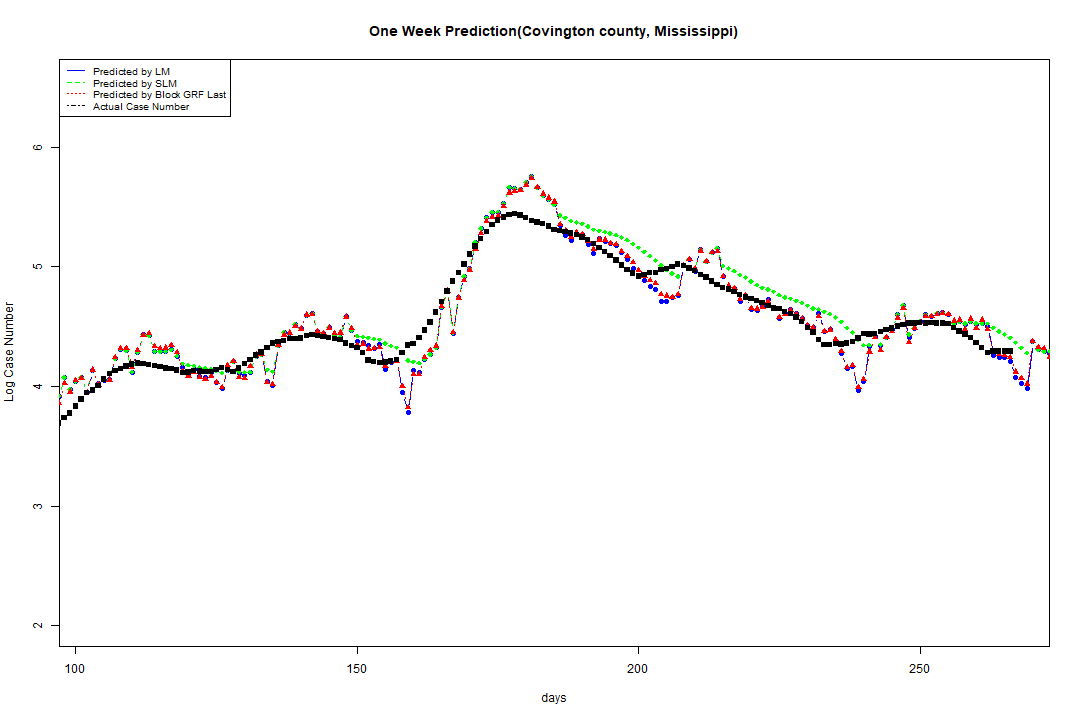 One Week Prediction(Covington county, Mississippi)
Predicted by LM
Predicted by SLM
Predicted by Block GRF Last
Actual Case Number
6
5
4
3
2
Log Case Number
100 150 200 250
days